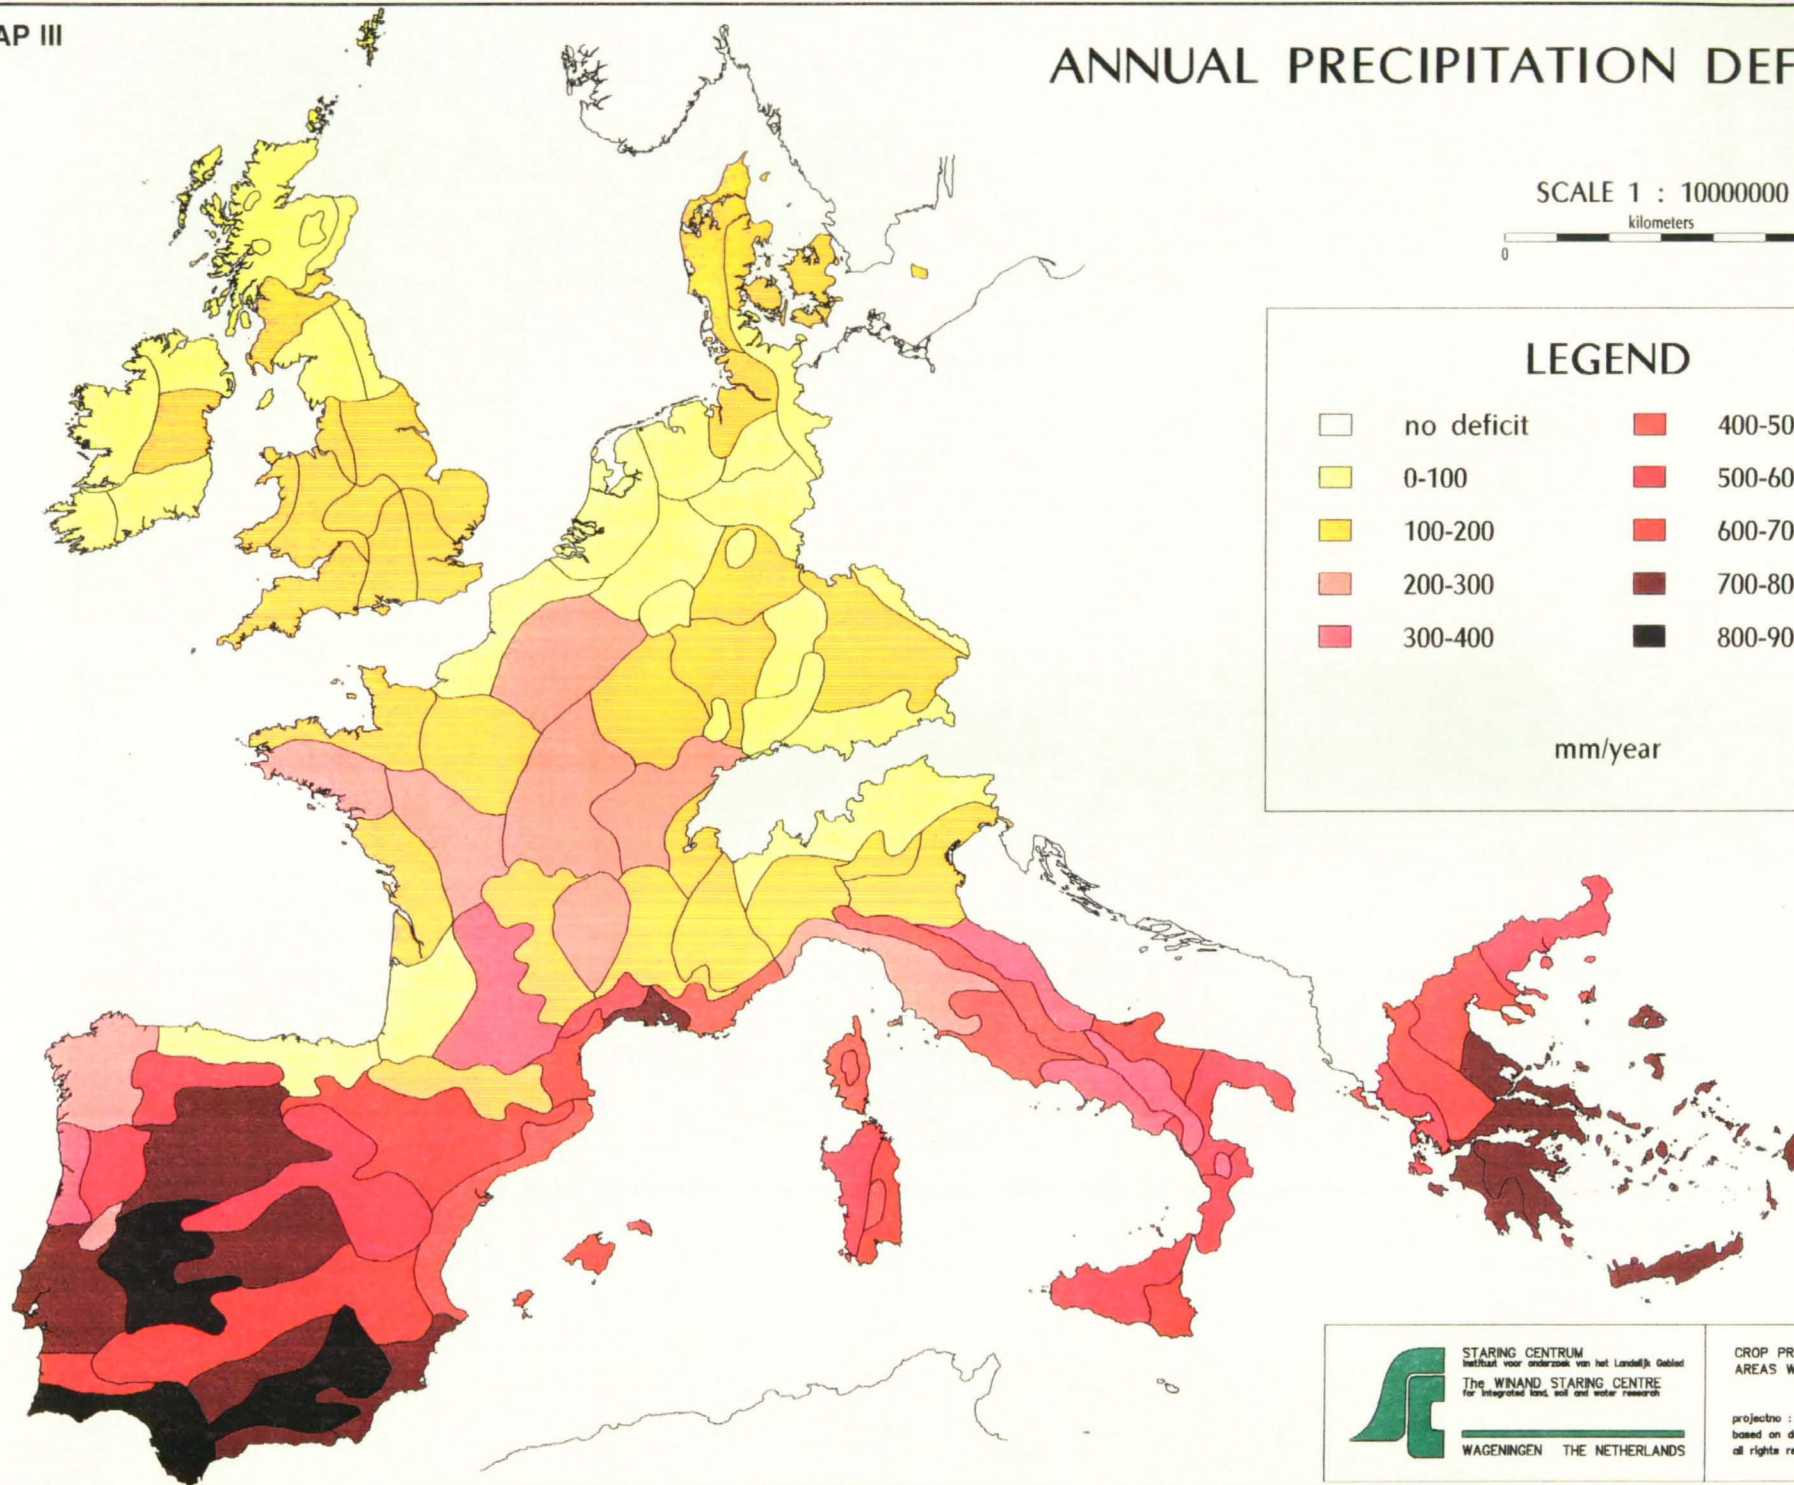 AP III
ANNUAL PRECIPITATION DEF
SCALE 1 : 10000000
kilometers
0
LEGEND
no deficit
0-100
100-200
200-300
300-400
400-50
500-60
600-70
700-80
800-90
mm/year
STARING CENTRUM
Instituut voor onderzoek van het Landelijk Gebied
The WINAND STARING CENTRE
for integrated land, soil and water research
WAGENINGEN THE NETHERLANDS
CROP PR
AREAS W
projectno :
based on d
all rights re